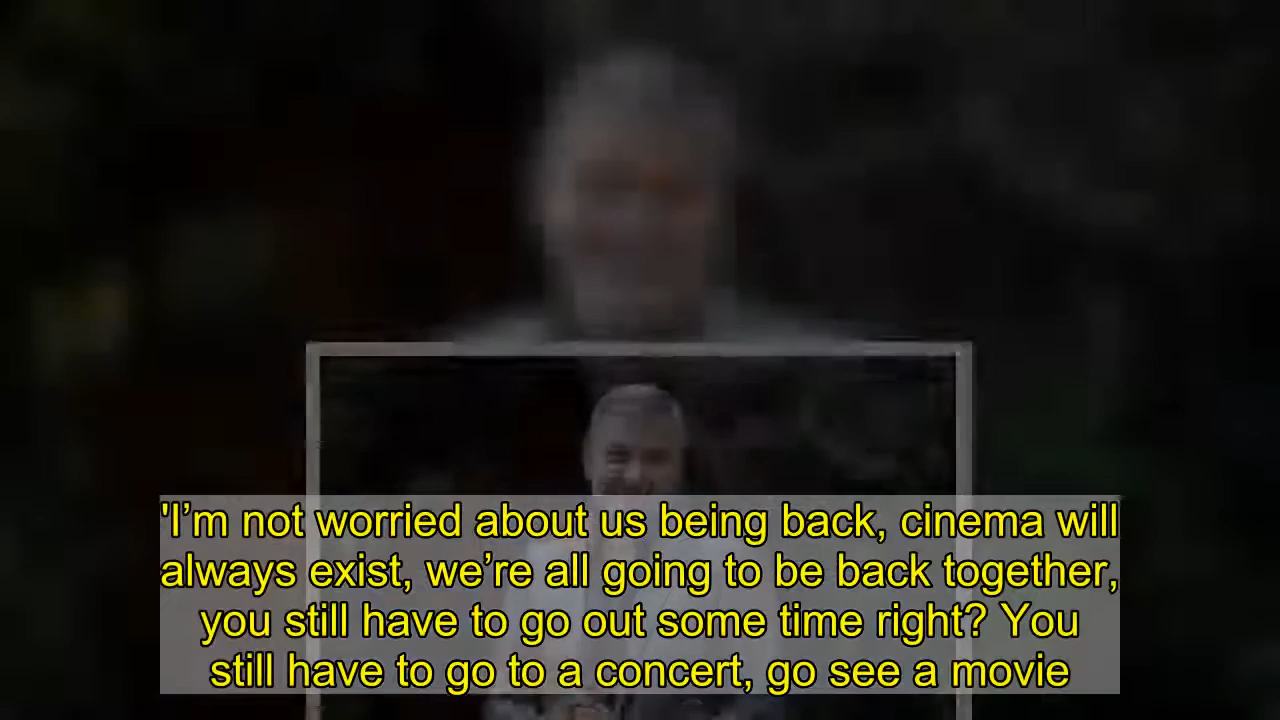 'I’m not worried about us being back, cinema will
always exist, we’re all going to be back together,
you still have to go out some time right? You
still have to go to a concert, go see a movie